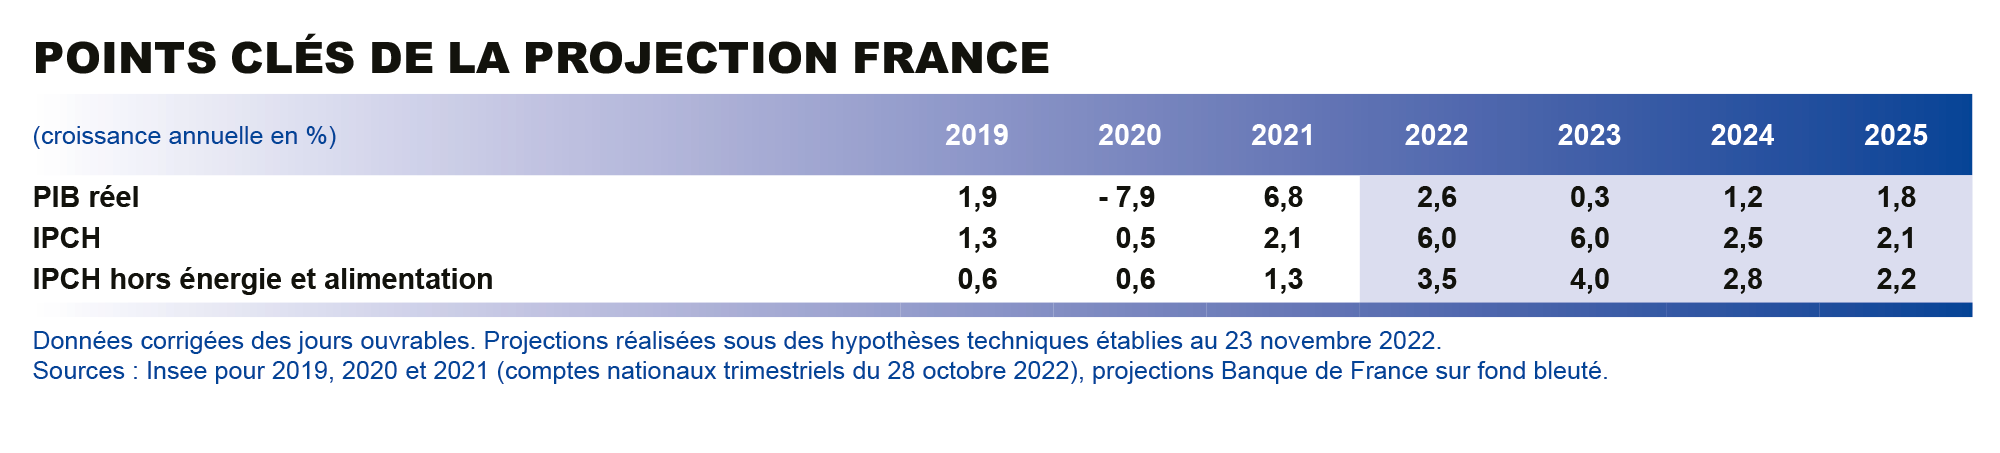 POINTS CLÉS DE LA PROJECTION FRANCE
(croissance annuelle en %) 2019 2020 2021 2022 2023 2024 2025
PIB réel 1,9 - 7,9 6,8 2,6 0,3 1,2 1,8
IPCH 1,3 0,5 2,1 6,0 6,0 2,5 2,1
IPCH hors énergie et alimentation 0,6 0,6 1,3 3,5 4,0 2,8 2,2
Données corrigées des jours ouvrables. Projections réalisées sous des hypothèses techniques établies au 23 novembre 2022.
Sources : Insee pour 2019, 2020 et 2021 (comptes nationaux trimestriels du 28 octobre 2022), projections Banque de France sur fond bleuté.